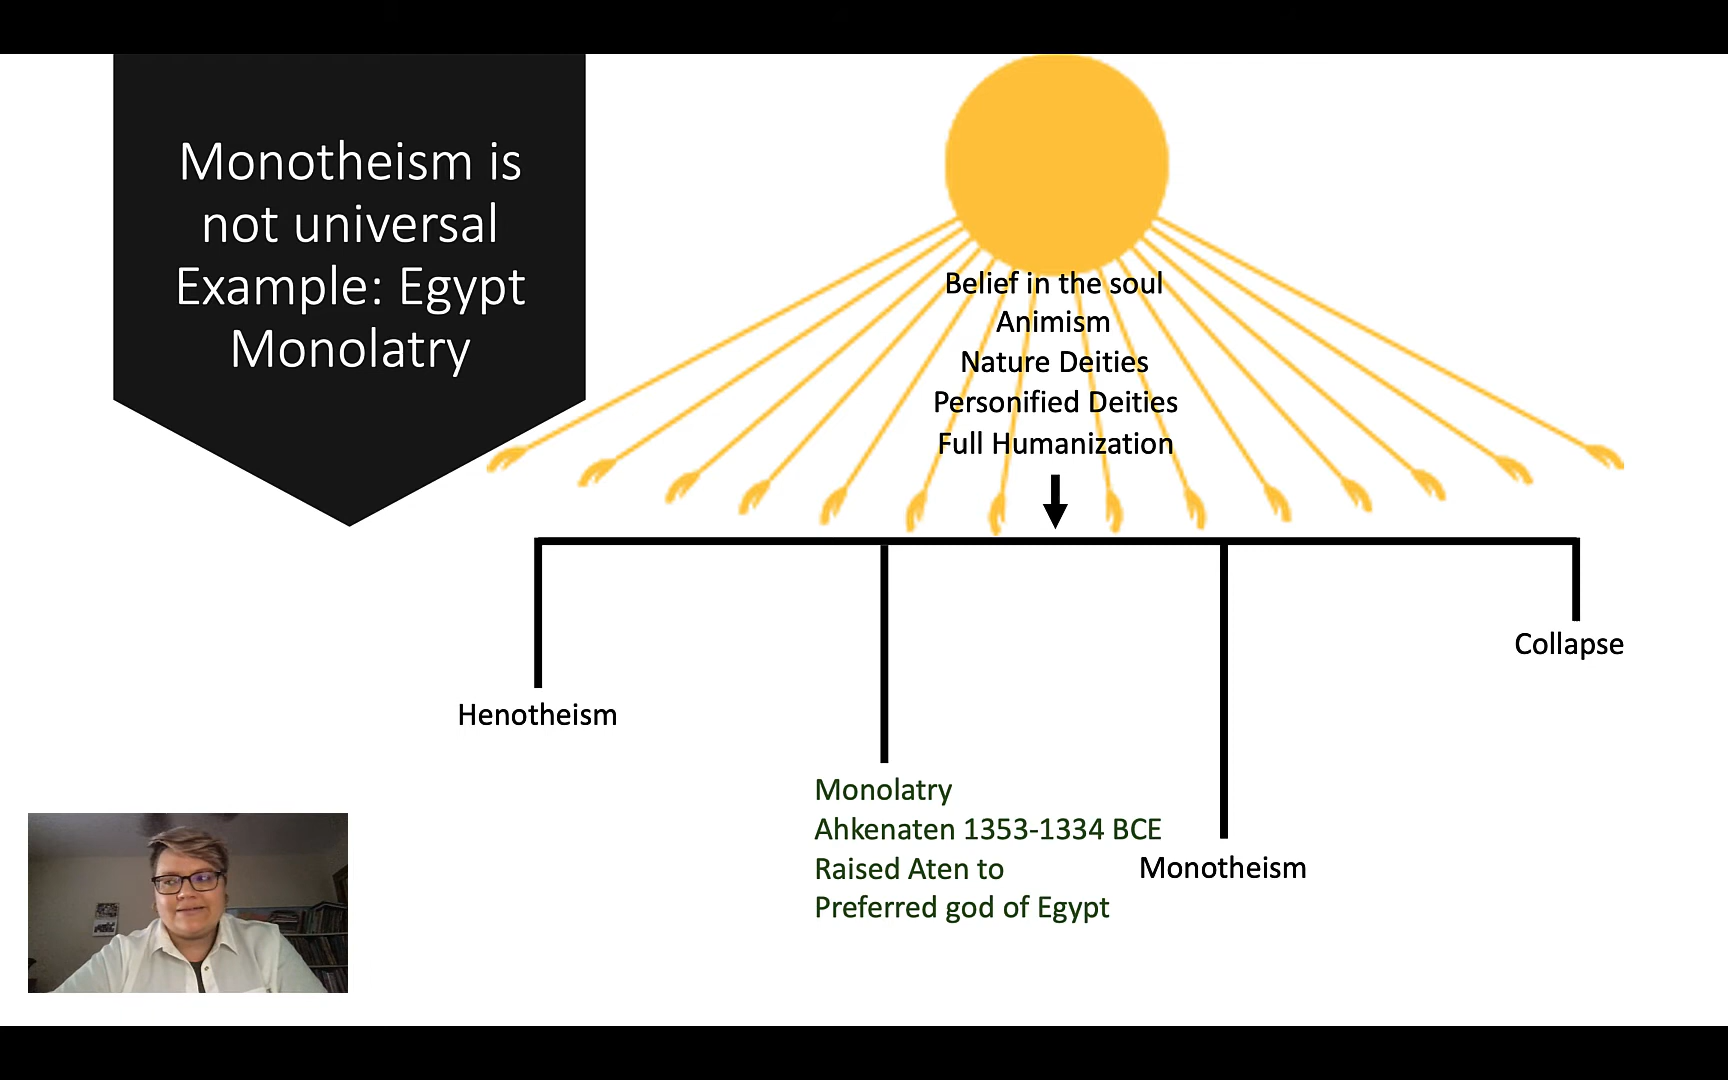 Monotheism is
not universal
Example: Egypt
Monolatry
Belief in the soul
Animism
Nature Deities
Personified Deities
Full Humanization
Henotheism
Monolatry
Ahkenaten 1353-1334 BCE
Raised Aten to
Preferred god of Egypt
Monotheism
Collapse